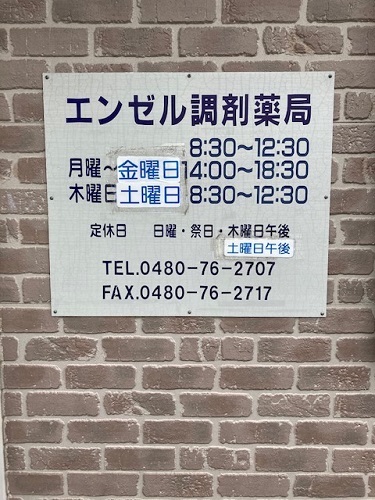 エンゼル調剤薬局
8:30〜12:30
月曜〜金曜日14:00〜18:30
木曜日土曜日 8:30〜12:30
定休日 日曜・祭日・木曜日午後
土曜日午後
TEL.0480-76-2707
FAX.0480-76-2717